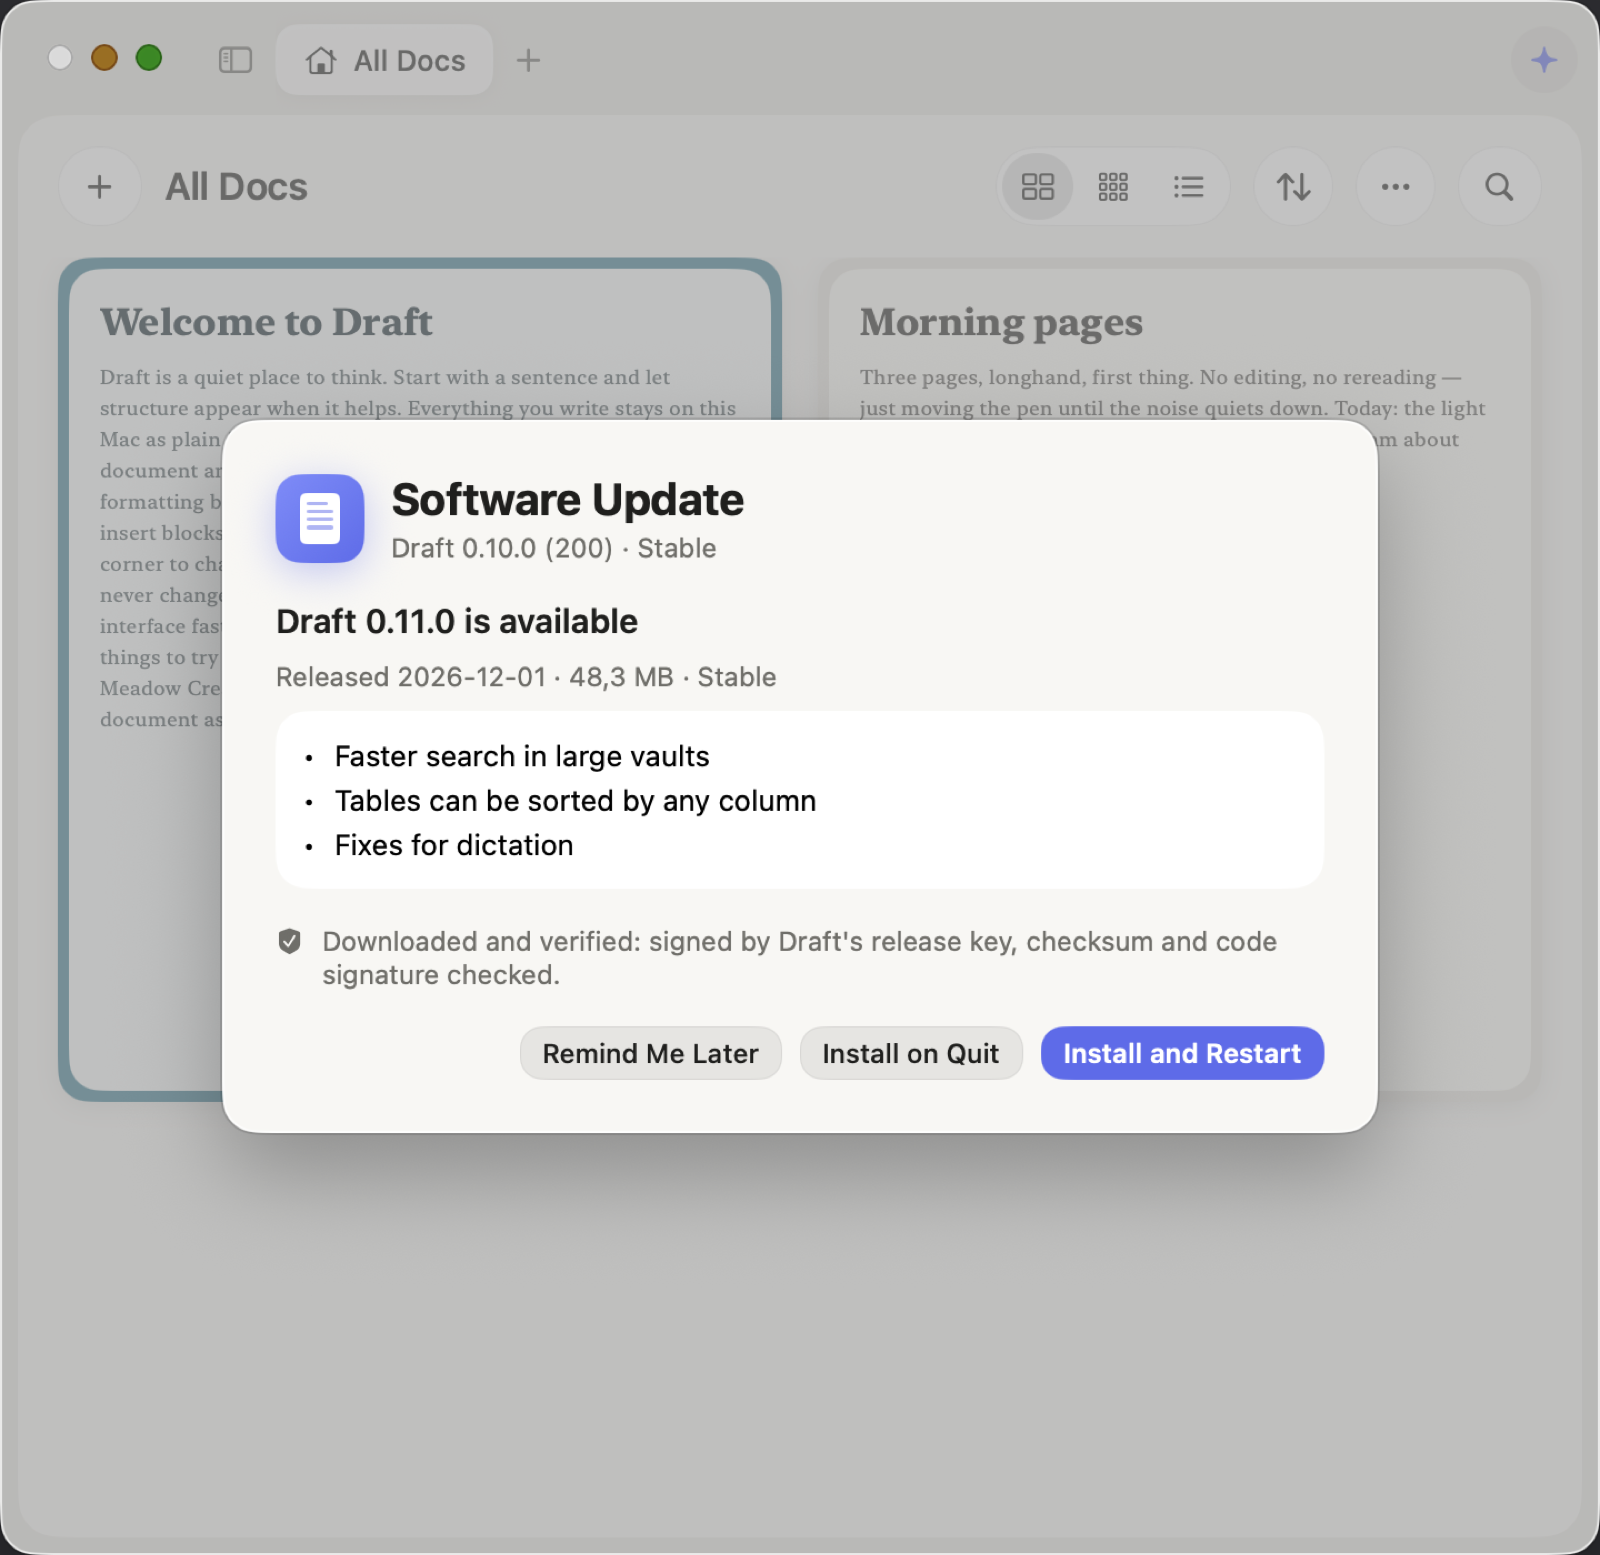 All Docs
All Docs
Welcome to Draft
Draft is a quiet place to think. Start with a sentence and let
structure appear when it helps. Everything you write stays on this
Mac as plain
document
formatting
insert blocks
corner to
never
interface
things to try
Meadow
document
Morning pages
Three pages, longhand, first thing. No editing, no rereading —
just moving the pen until the noise quiets down. Today: the light
about
Software Update
Draft 0.10.0 (200) · Stable
Draft 0.11.0 is available
Released 2026-12-01 · 48,3 MB · Stable
• Faster search in large vaults
• Tables can be sorted by any column
• Fixes for dictation
Downloaded and verified: signed by Draft's release key, checksum and code
signature checked.
Remind Me Later
Install on Quit
Install and Restart